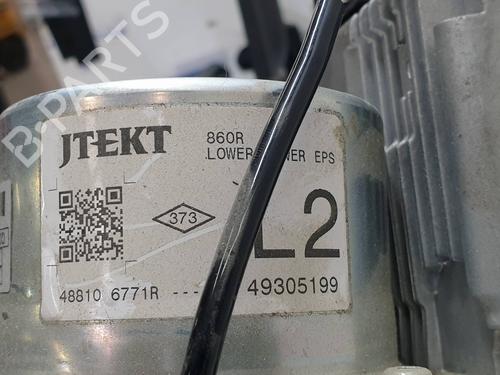 B-PARTS
JTEKT
860R
LOWER
EPS
373
L2
48810 6771R ---
49305199